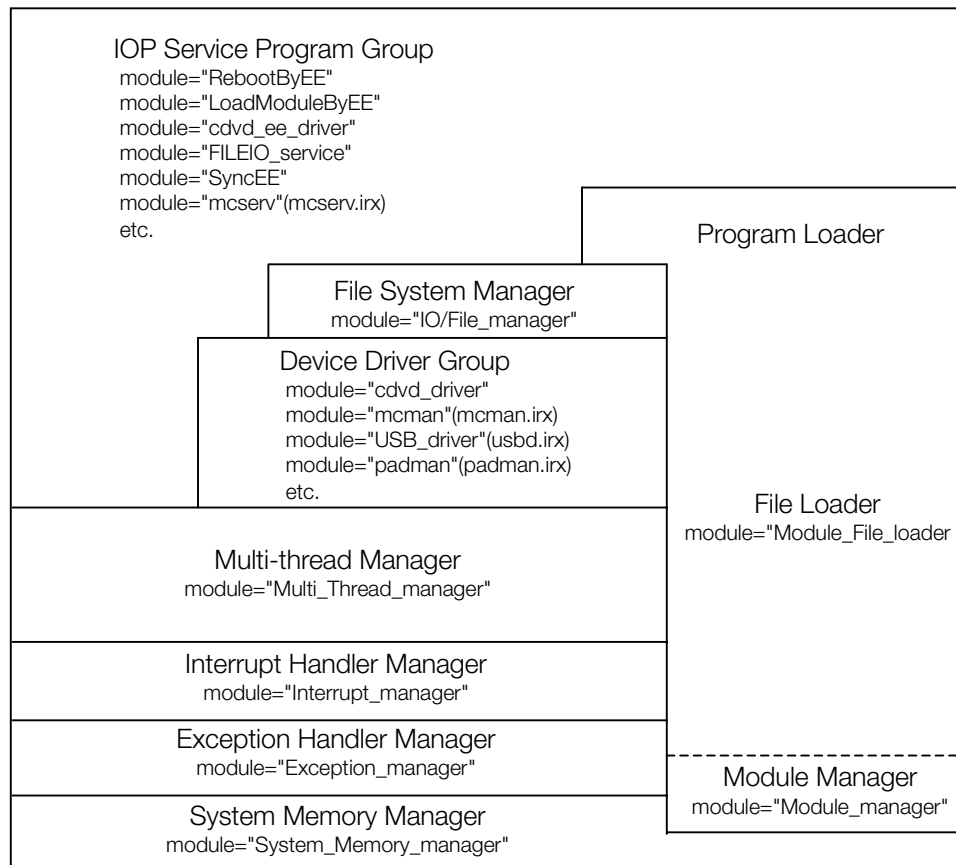 IOP Service Program Group
module="RebootByEE"
module="LoadModuleByEE"
module="cdvd_ee_driver"
module="FILEIO_service"
module="SyncEE"
module="mcserv"(mcserv.irx)
etc.
Program Loader
File System Manager
module="IO/File_manager"
Device Driver Group
module="cdvd_driver"
module="mcman"(mcman.irx)
module="USB_driver"(usbd.irx)
module="padman"(padman.irx)
etc.
File Loader
module="Module_File_loader
Multi-thread Manager
module="Multi_Thread_manager"
Interrupt Handler Manager
module="Interrupt_manager"
Exception Handler Manager
module="Exception_manager"
Module Manager
module="Module_manager"
System Memory Manager
module="System_Memory_manager"